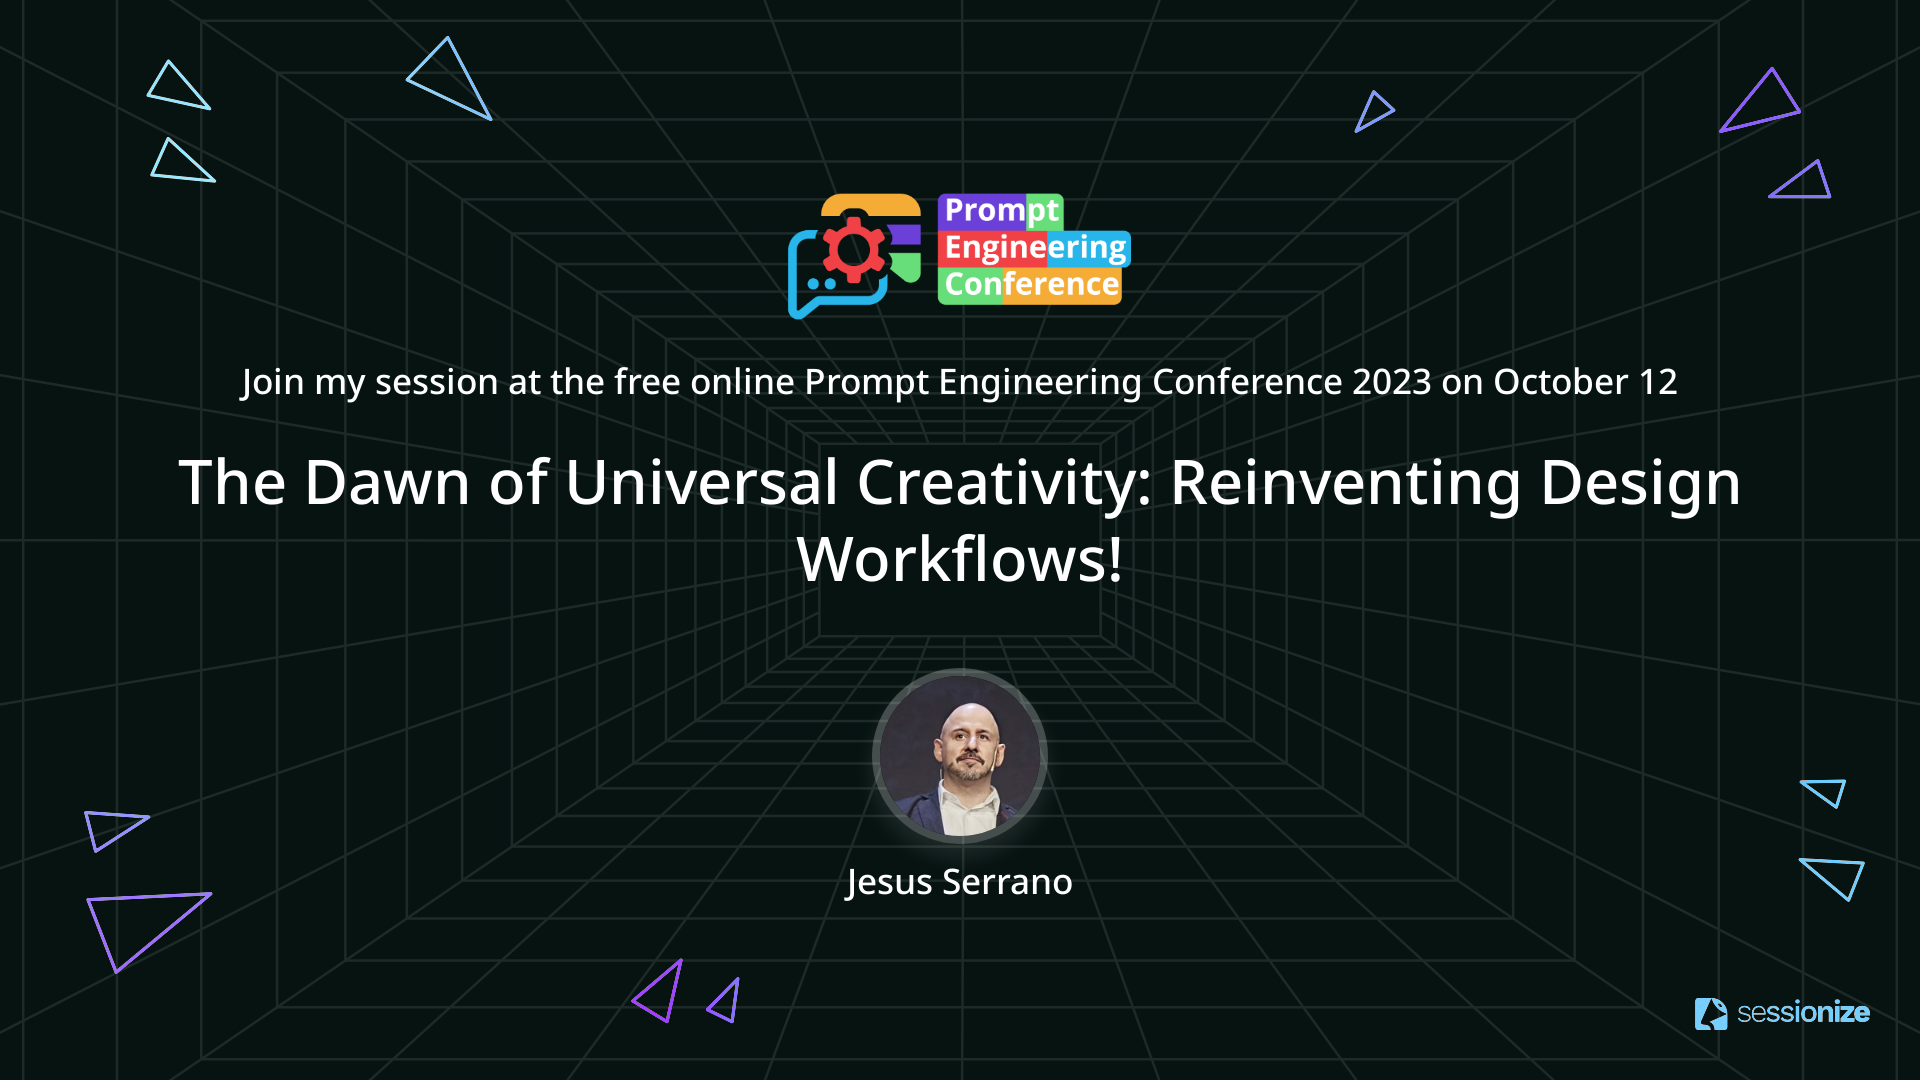 Prompt
Engineering
Conference
Join my session at the free online Prompt Engineering Conference 2023 on October 12
The Dawn of Universal Creativity: Reinventing Design
Workflows!
Jesus Serrano
sessionize